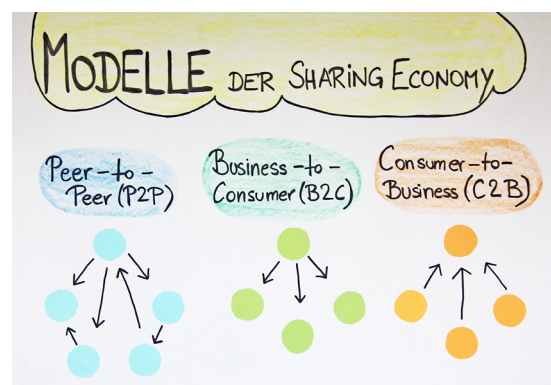 MODELLE DER SHARING ECONOMY
Peer-to-
Peer (P2P)
Business-to-
Consumer (B2C)
Consumer-to-
Business (C2B)